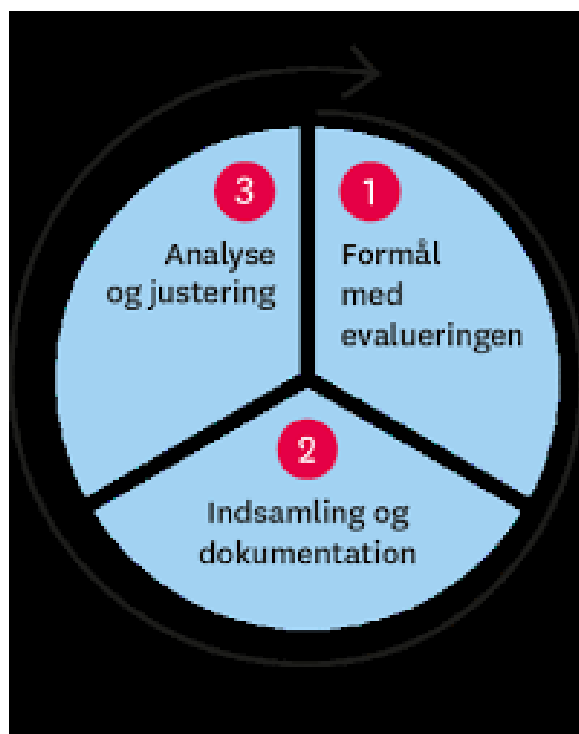 1
Formål
med
evalueringen
2
Indsamling og
dokumentation
3
Analyse
og justering